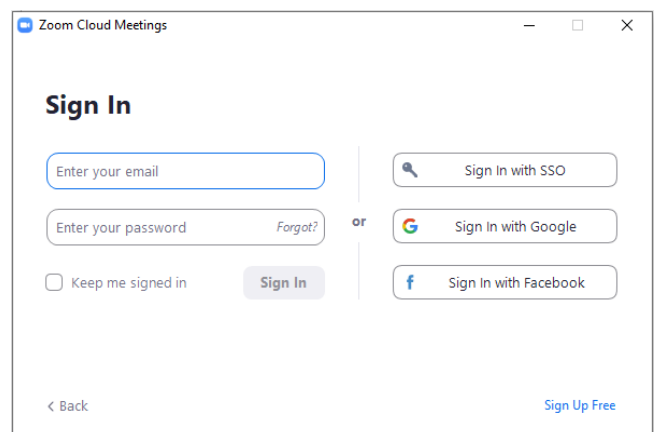 Zoom Cloud Meetings
Sign In
Enter your email
Enter your password
Forgot?
Keep me signed in
Sign In
or
Sign In with SSO
Sign In with Google
Sign In with Facebook
< Back
Sign Up Free